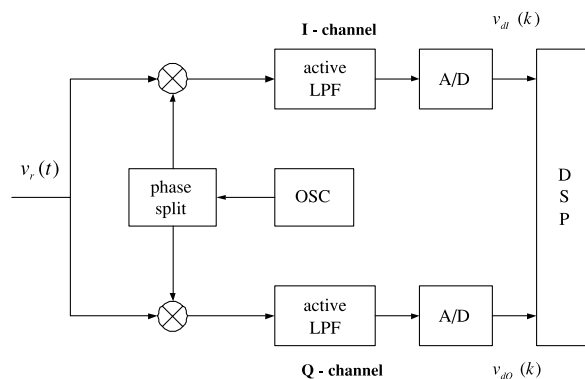 I - channel
v_dI (k)
active
LPF
A/D
v_r(t)
phase
split
OSC
D
S
P
active
LPF
A/D
Q - channel
v_dQ (k)